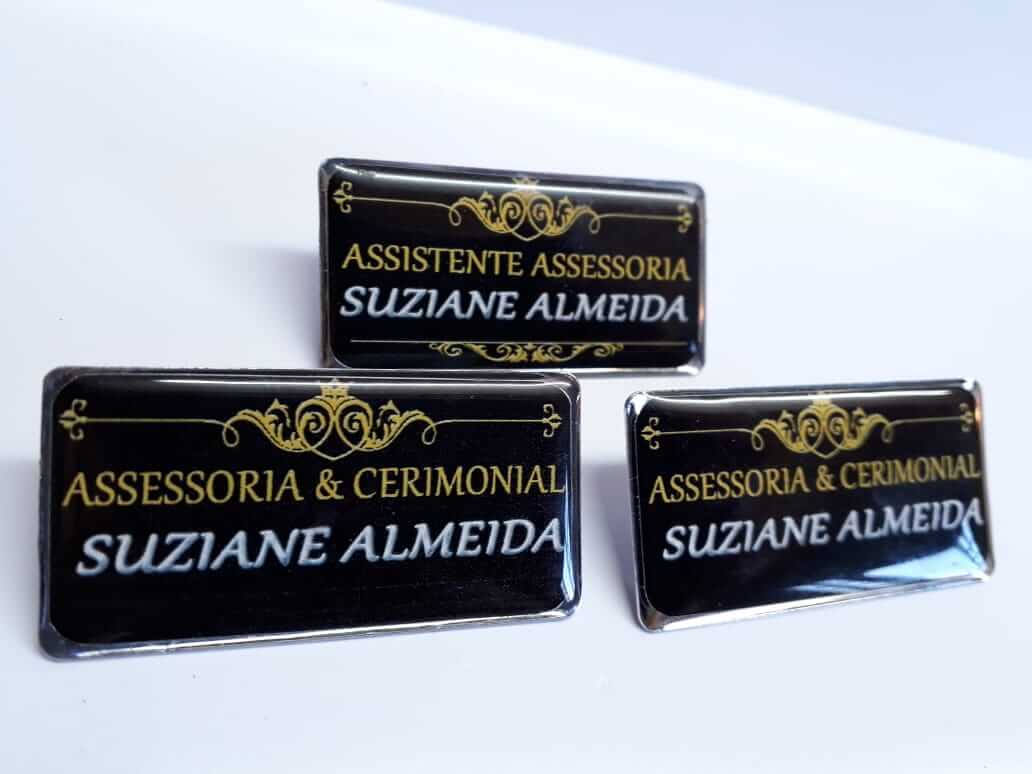 ASSISTENTE ASSESSORIA
SUZIANE ALMEIDA
ASSESSORIA & CERIMONIAL
SUZIANE ALMEIDA
ASSESSORIA & CERIMONIAL
SUZIANE ALMEIDA